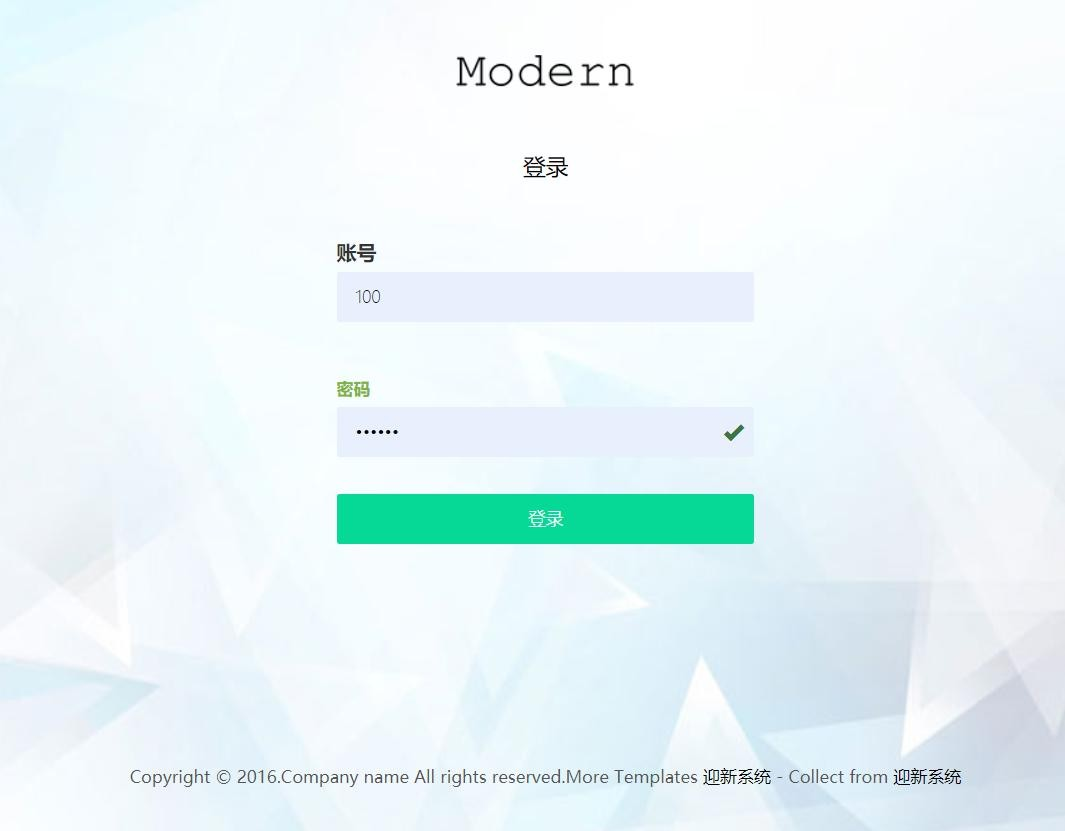 Modern
登录
账号
100
密码
••••••
登录
Copyright © 2016.Company name All rights reserved.More Templates 迎新系统 - Collect from 迎新系统